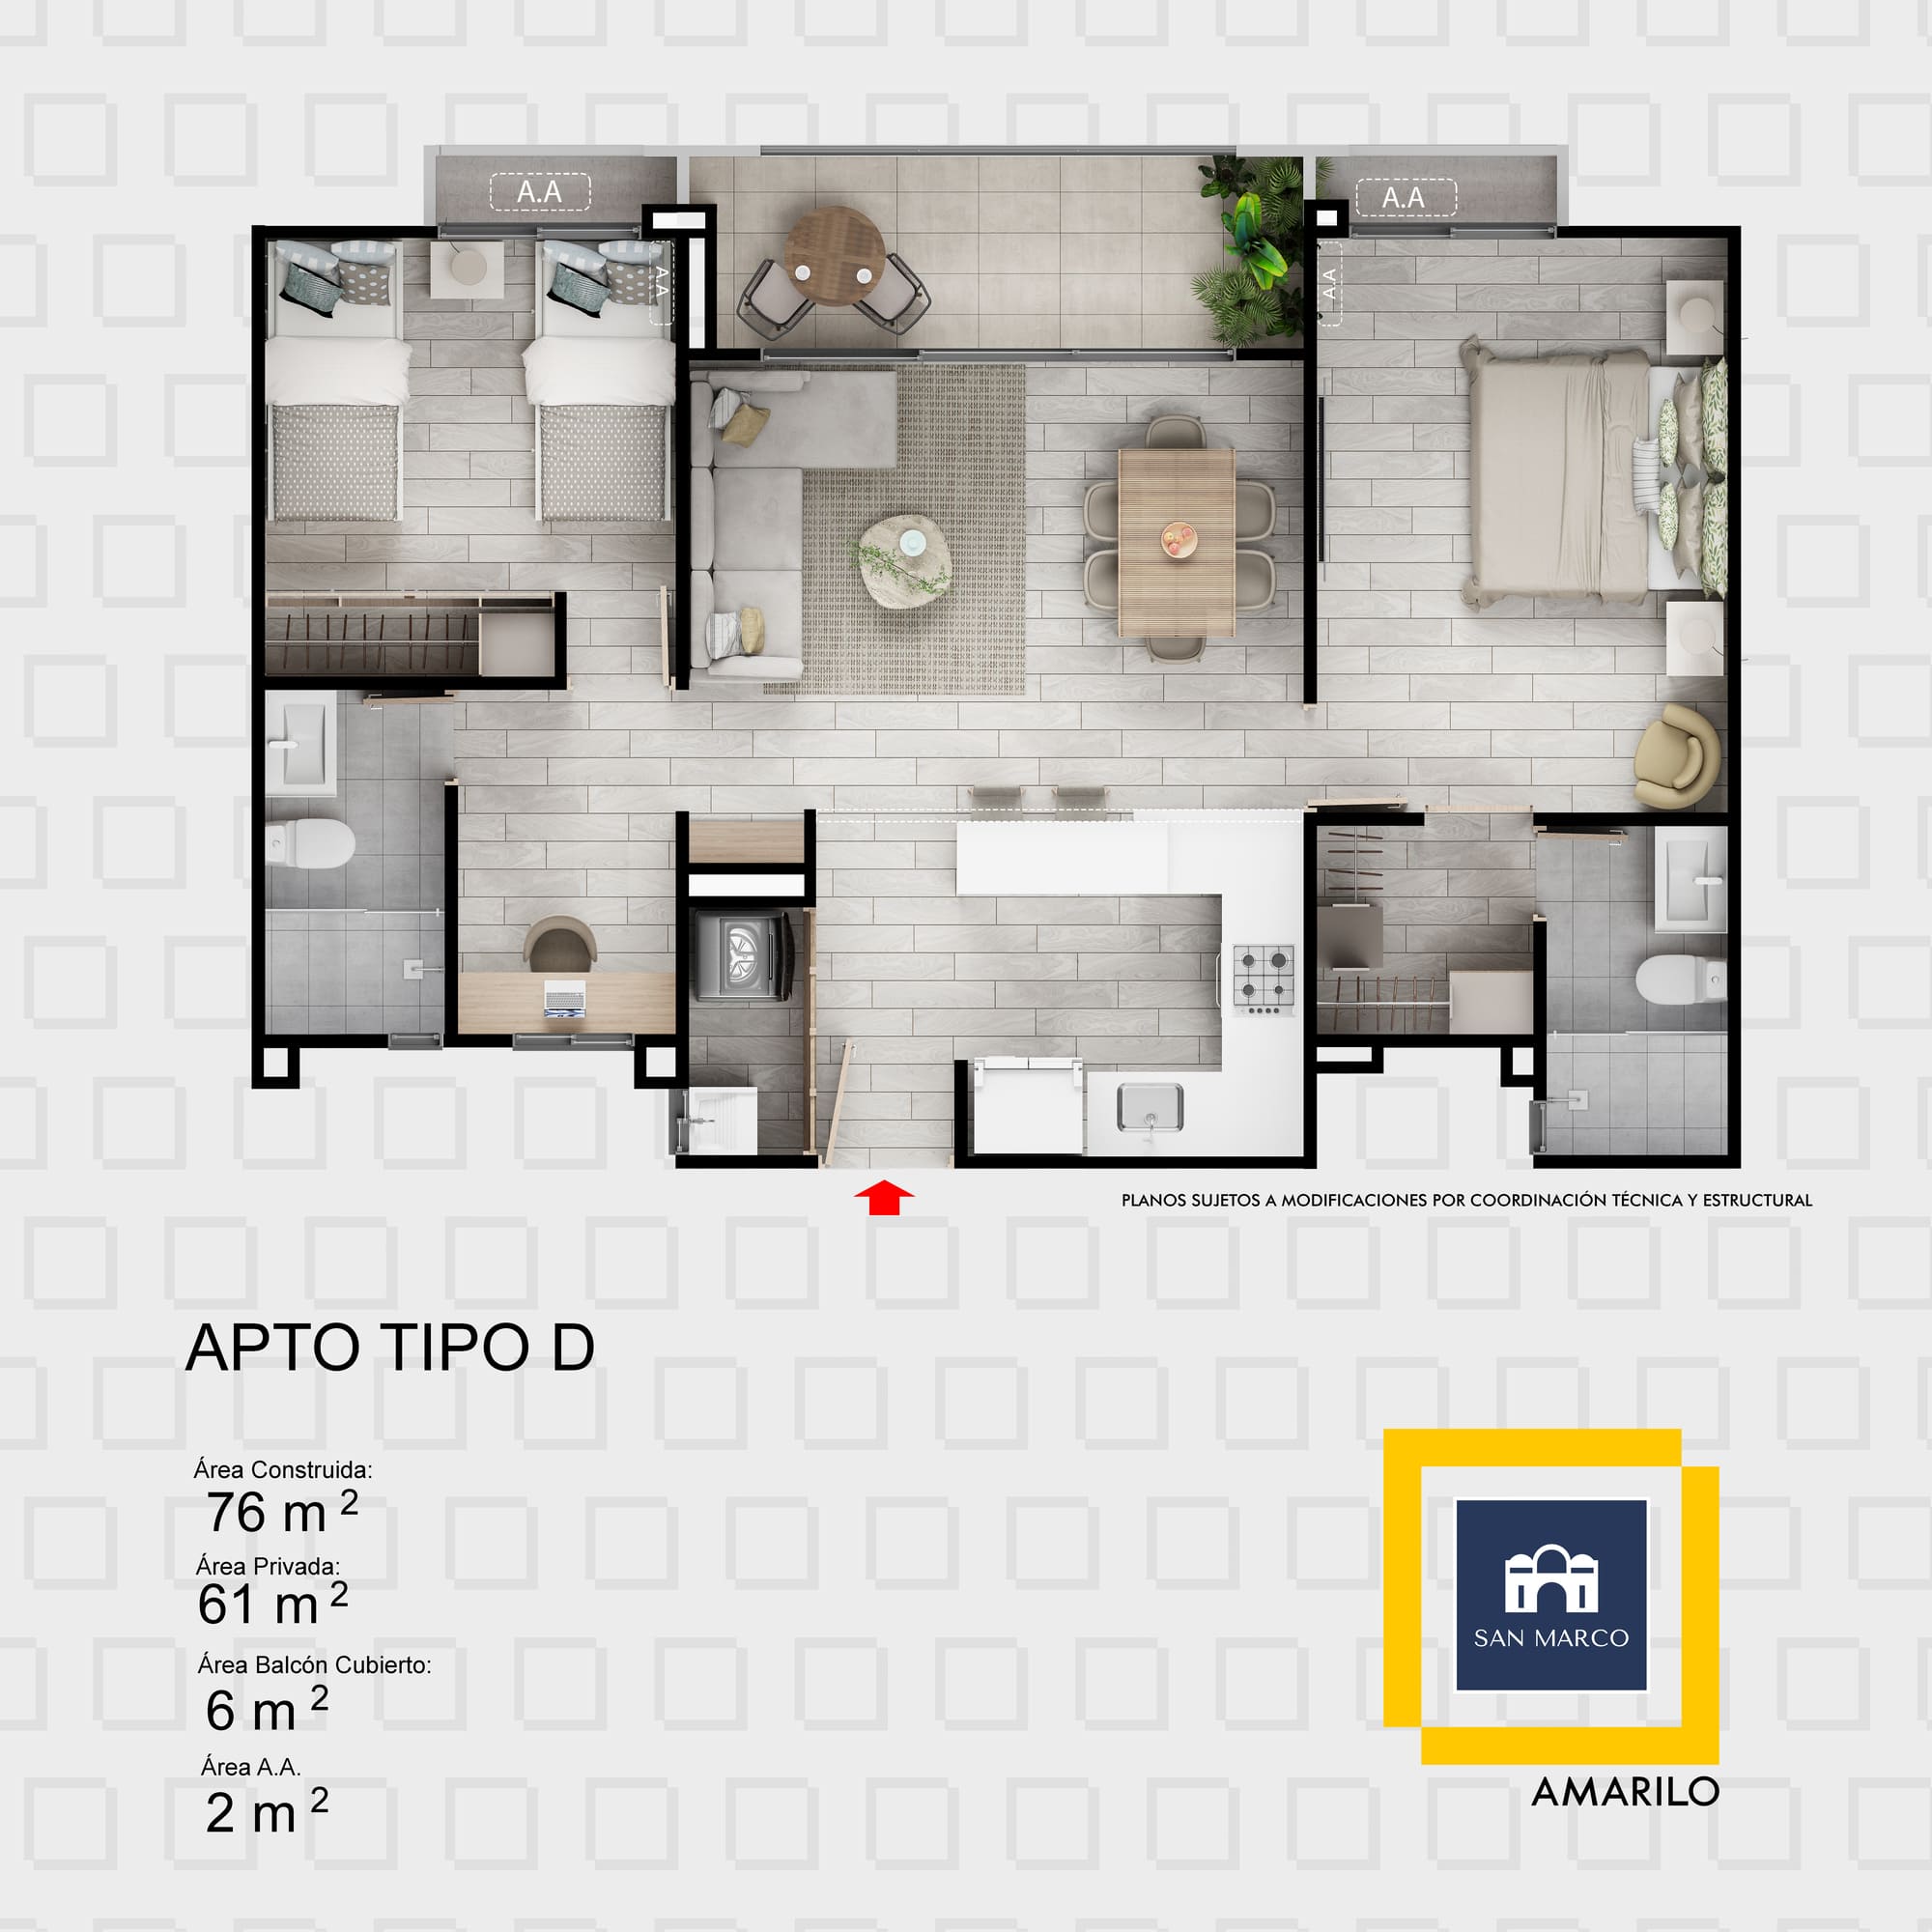 A.A
A.A
A.A
A.A
PLANOS SUJETOS A MODIFICACIONES POR COORDINACIÓN TÉCNICA Y ESTRUCTURAL
APTO TIPO D
Área Construida:
76 m 2
Área Privada:
61 m 2
Área Balcón Cubierto:
6 m 2
Área A.A.
2 m 2
SAN MARCO
AMARILO